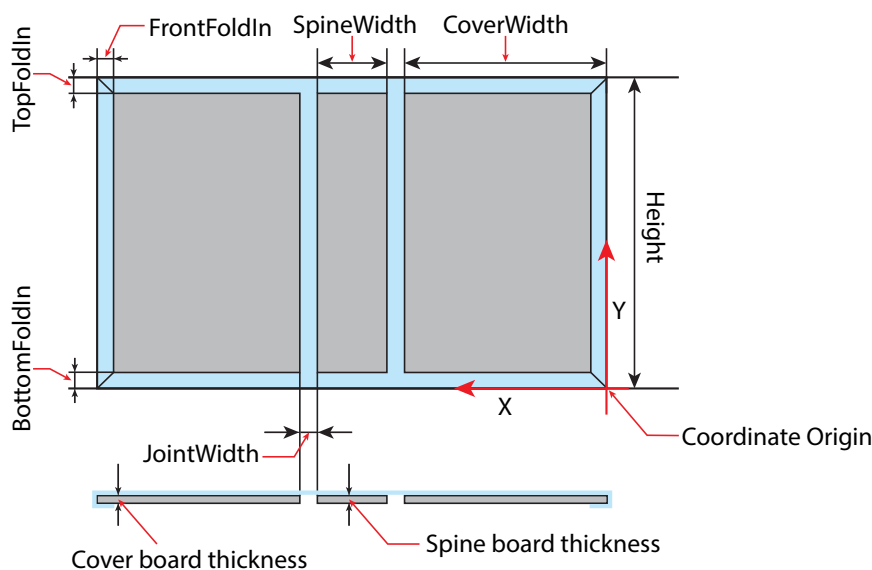 FrontFoldIn
SpineWidth
CoverWidth
TopFoldIn
Height
Y
BottomFoldIn
X
Coordinate Origin
JointWidth
Cover board thickness
Spine board thickness